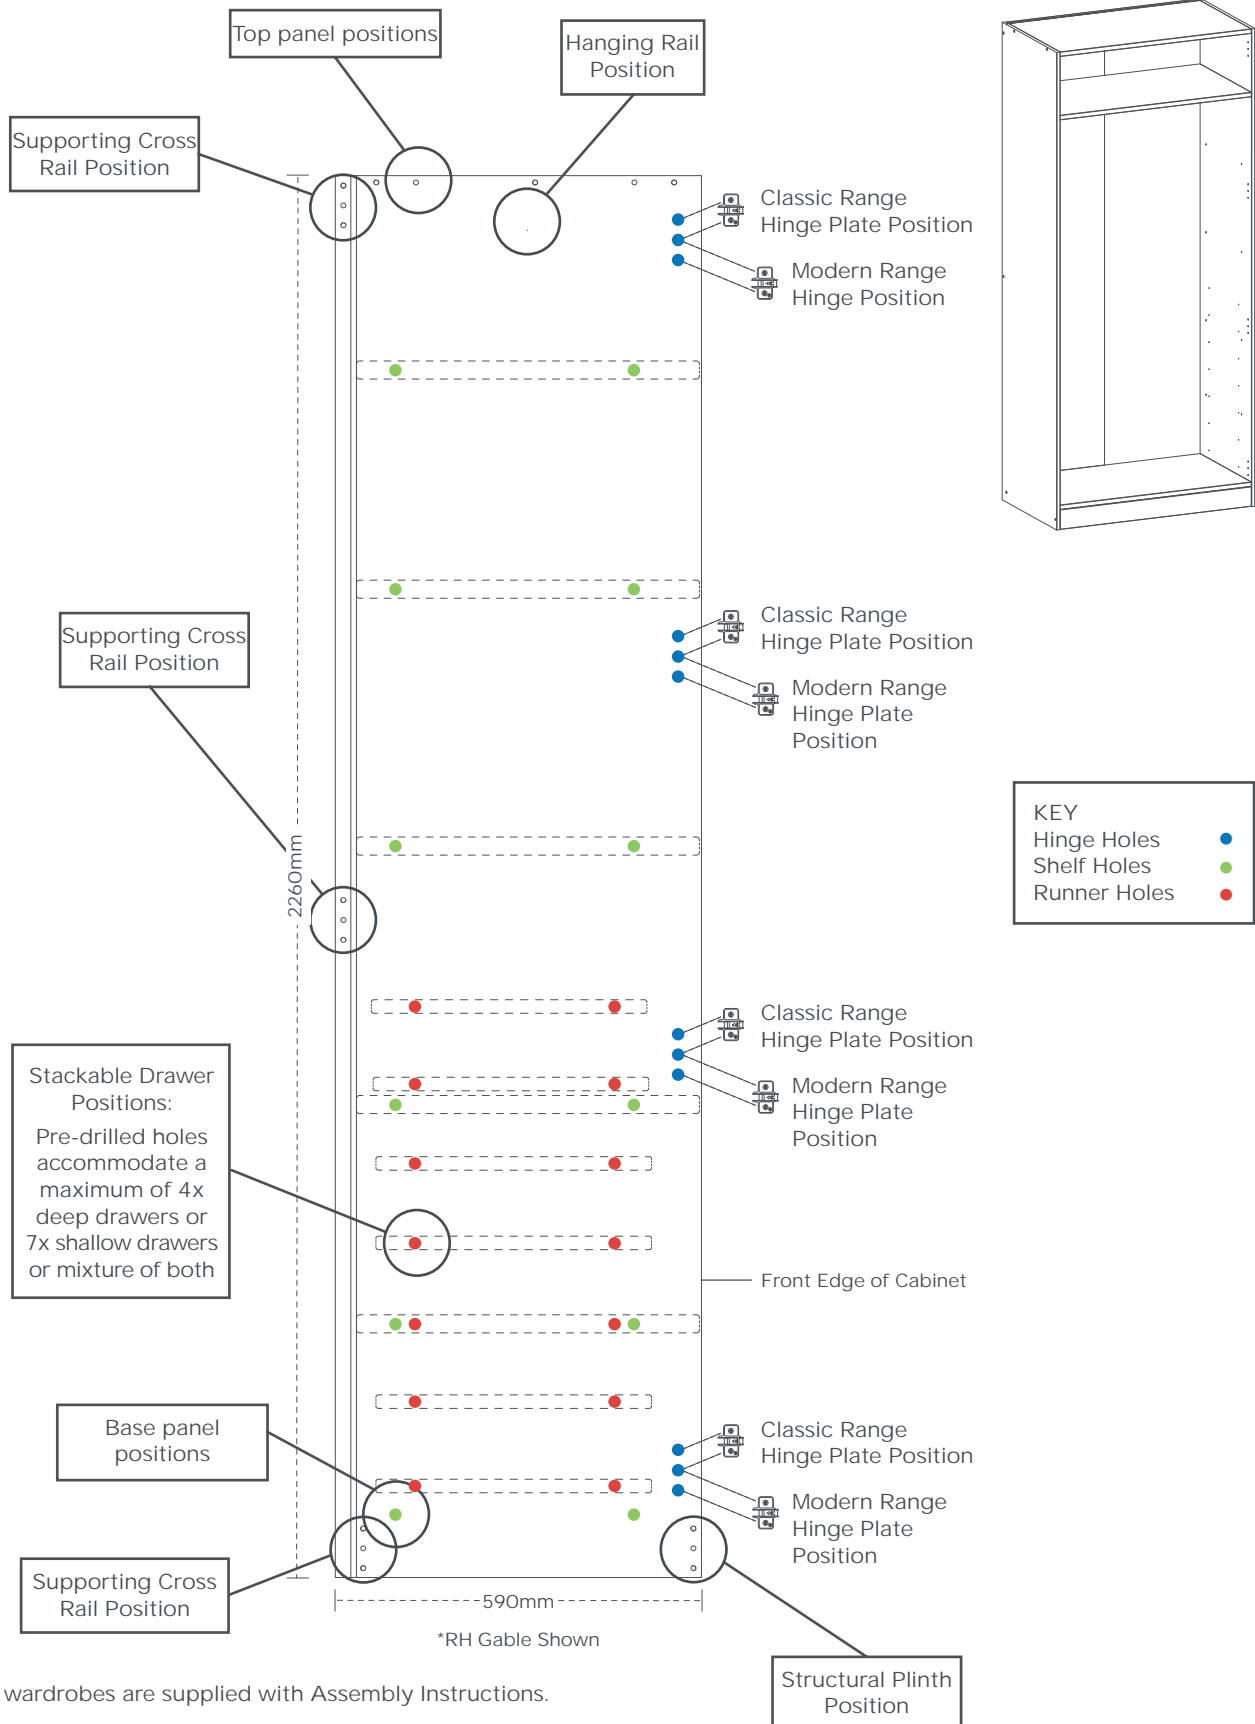 Top panel positions
Hanging Rail
Position
Supporting Cross
Rail Position
Classic Range
Hinge Plate Position
Modern Range
Hinge Position
Supporting Cross
Rail Position
Classic Range
Hinge Plate Position
Modern Range
Hinge Plate
Position
KEY
Hinge Holes
Shelf Holes
Runner Holes
2260mm
Classic Range
Hinge Plate Position
Modern Range
Hinge Plate
Position
Stackable Drawer
Positions:
Pre-drilled holes
accommodate a
maximum of 4x
deep drawers or
7x shallow drawers
or mixture of both
Front Edge of Cabinet
Base panel
positions
Classic Range
Hinge Plate Position
Modern Range
Hinge Plate
Position
Supporting Cross
Rail Position
590mm
*RH Gable Shown
Structural Plinth
Position
wardrobes are supplied with Assembly Instructions.